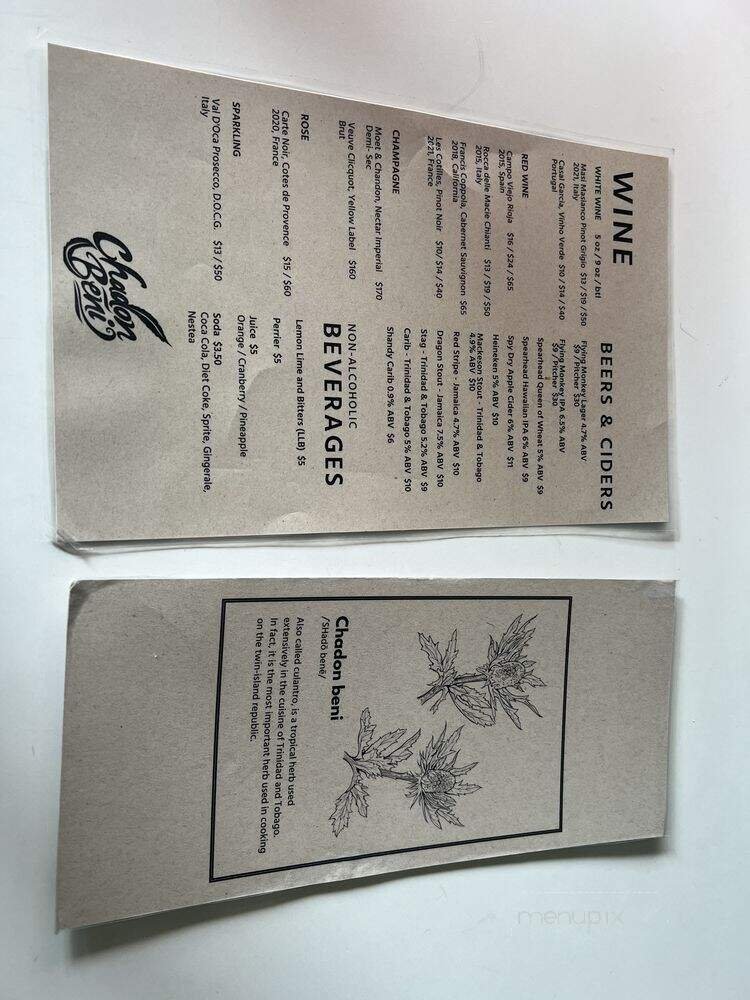 WINE
WHITE WINE 5 oz / 9 oz / btl
Masi Masianco Pinot Grigio $13 / $19 / $50
2021, Italy
Casal Garcia, Vinho Verde $10 / $14 / $40
Portugal
RED WINE
Campo Viejo Rioja $16 / $24 / $65
2015, Spain
Rocca delle Macie Chianti $13 / $19 / $50
2015, Italy
Francis Coppola, Cabernet Sauvignon $65
2018, California
Les Cotilles, Pinot Noir $10/ $14 / $40
2021, France
CHAMPAGNE
Moet & Chandon, Nectar Imperial $170
Demi- Sec
Veuve Clicquot, Yellow Label $160
Brut
ROSE
Carte Noir, Cotes de Provence $15 / $60
2020, France
SPARKLING
Val D'Oca Prosecco, D.O.C.G. $13 / $50
Italy
BEERS & CIDERS
Flying Monkey Lager 4.7% ABV
$9 / Pitcher $30
Flying Monkey IPA 6.5% ABV
$9 / Pitcher $30
Spearhead Queen of Wheat 5% ABV $9
Spearhead Hawaiian IPA 6% ABV $9
Spy Dry Apple Cider 6% ABV $11
Heineken 5% ABV $10
Mackeson Stout - Trinidad & Tobago
4.9% ABV $10
Red Stripe - Jamaica 4.7% ABV $10
Dragon Stout - Jamaica 7.5% ABV $10
Stag - Trinidad & Tobago 5.2% ABV $9
Carib - Trinidad & Tobago 5% ABV $10
Shandy Carib 0.9% ABV $6
NON-ALCOHOLIC
BEVERAGES
Lemon Lime and Bitters (LLB) $5
Perrier $5
Juice $5
Orange / Cranberry / Pineapple
Soda $3.50
Coca Cola, Diet Coke, Sprite, Gingerale,
Nestea
Chadon
Beni
Chadon beni
/SHadō benē/
Also called culantro, is a tropical herb used
extensively in the cuisine of Trinidad and Tobago.
In fact, it is the most important herb used in cooking
on the twin-island republic.
menupix